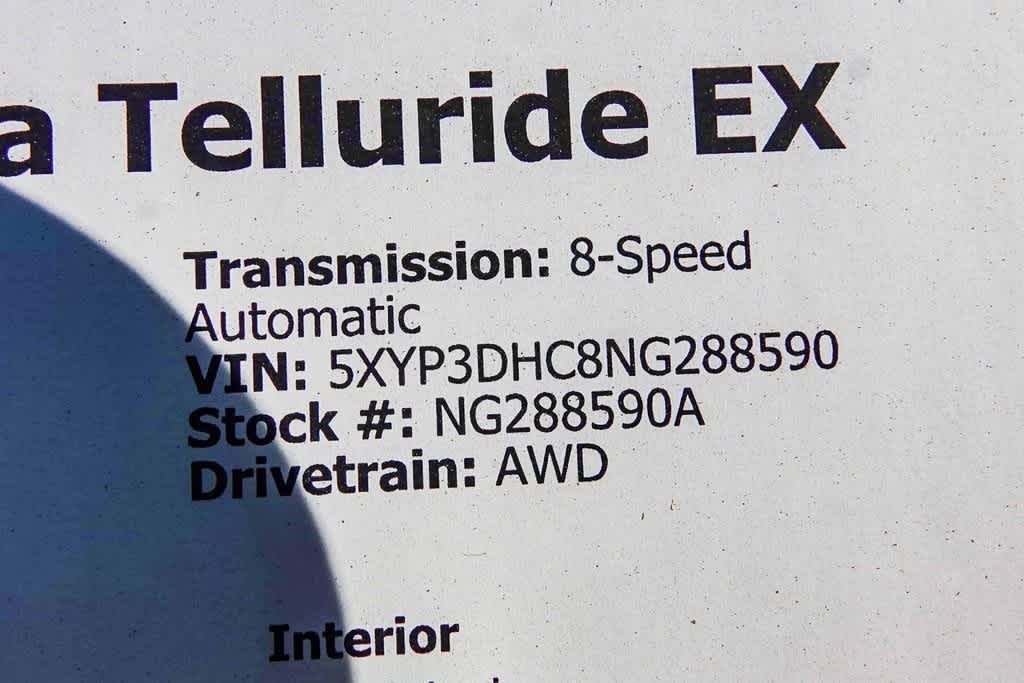 a Telluride EX
Transmission: 8-Speed
Automatic
VIN: 5XYP3DHC8NG288590
Stock #: NG288590A
Drivetrain: AWD
Interior